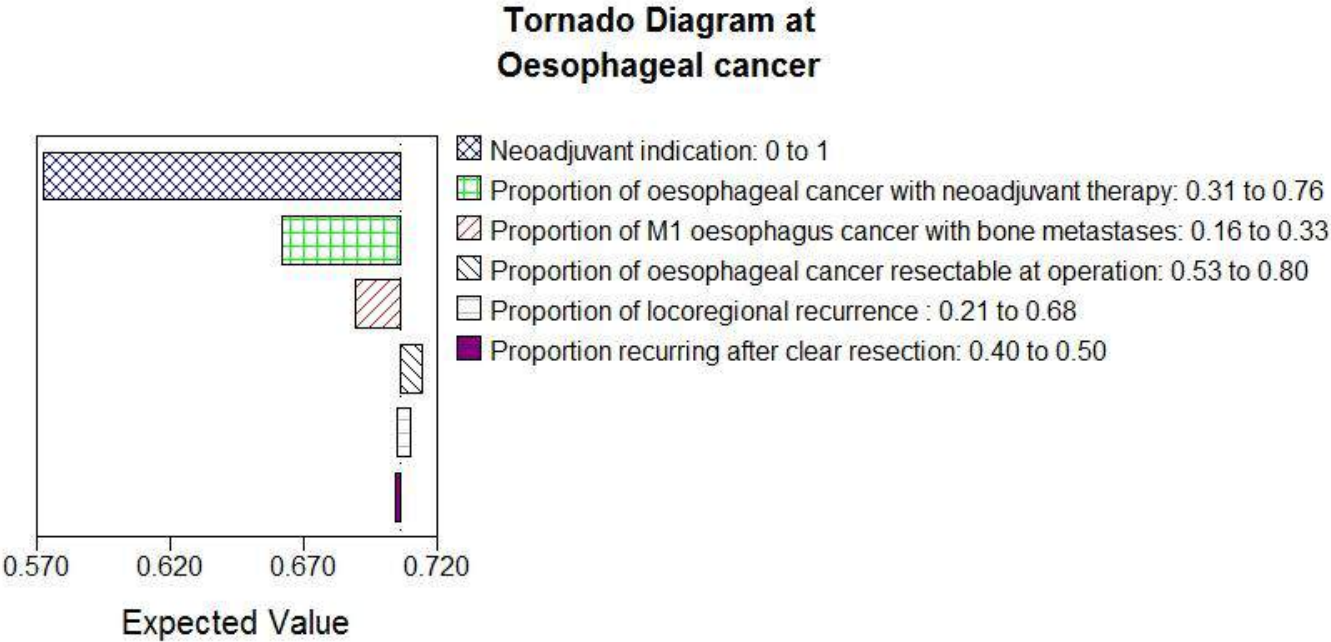 Tornado Diagram at
Oesophageal cancer
Neoadjuvant indication: 0 to 1
Proportion of oesophageal cancer with neoadjuvant therapy: 0.31 to 0.76
Proportion of M1 oesophagus cancer with bone metastases: 0.16 to 0.33
Proportion of oesophageal cancer resectable at operation: 0.53 to 0.80
Proportion of locoregional recurrence : 0.21 to 0.68
Proportion recurring after clear resection: 0.40 to 0.50
0.570 0.620 0.670 0.720
Expected Value